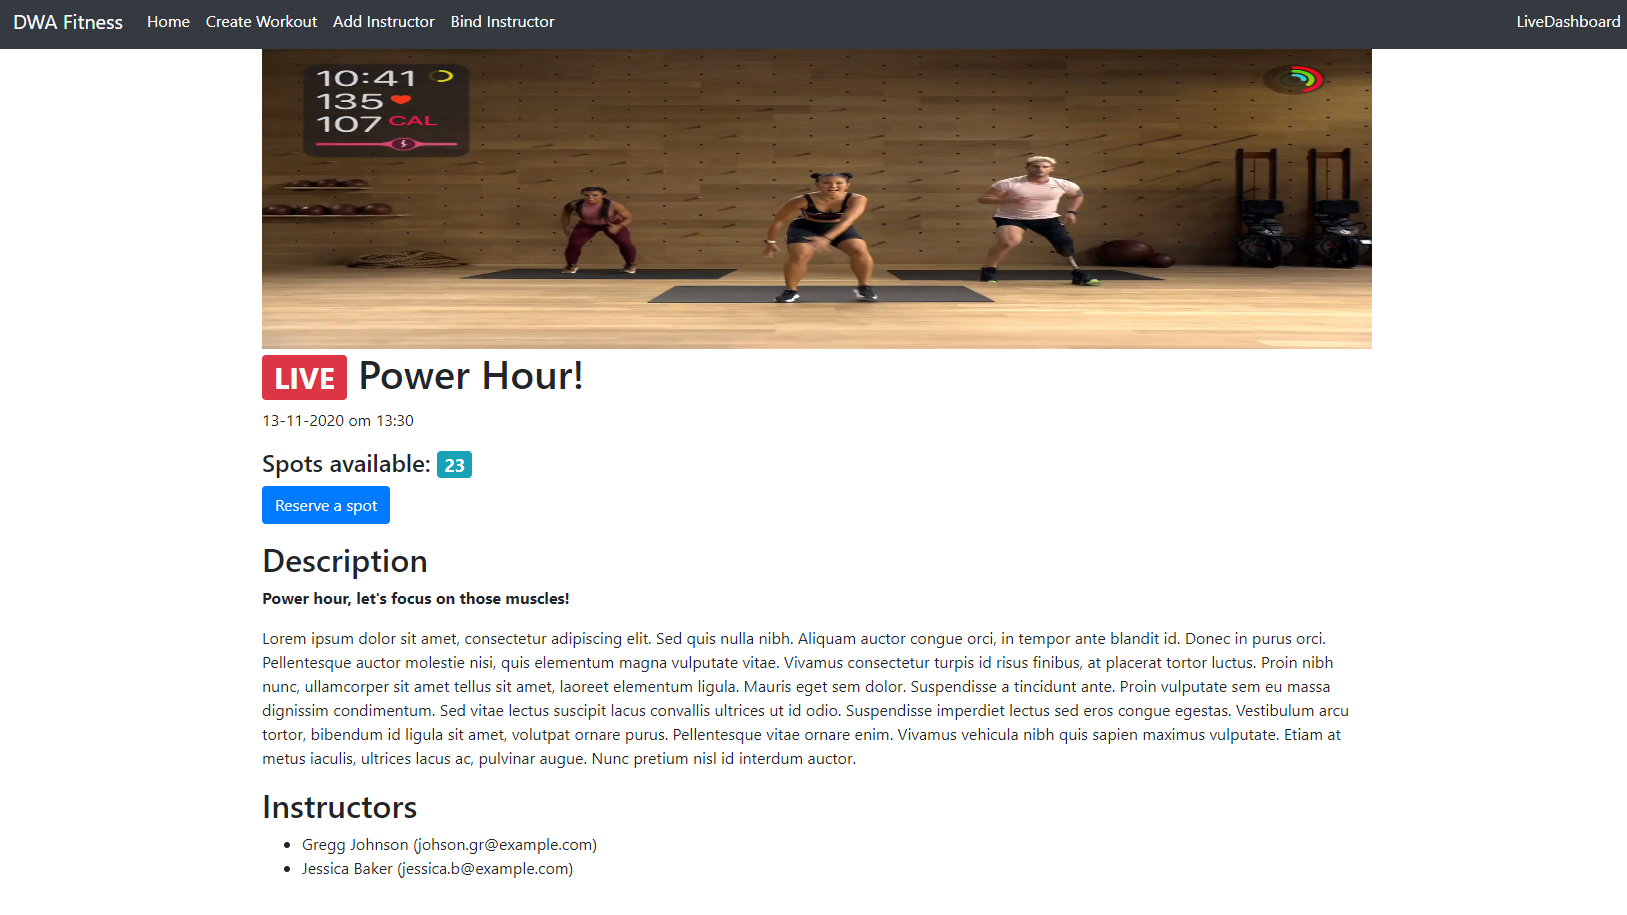 DWA Fitness Home Create Workout Add Instructor Bind Instructor LiveDashboard
10:41
135
107 CAL
LIVE Power Hour!
13-11-2020 om 13:30
Spots available: 23
Reserve a spot
Description
Power hour, let's focus on those muscles!
Lorem ipsum dolor sit amet, consectetur adipiscing elit. Sed quis nulla nibh. Aliquam auctor congue orci, in tempor ante blandit id. Donec in purus orci.
Pellentesque auctor molestie nisi, quis elementum magna vulputate vitae. Vivamus consectetur turpis id risus finibus, at placerat tortor luctus. Proin nibh
nunc, ullamcorper sit amet tellus sit amet, laoreet elementum ligula. Mauris eget sem dolor. Suspendisse a tincidunt ante. Proin vulputate sem eu massa
dignissim condimentum. Sed vitae lectus suscipit lacus convallis ultrices ut id odio. Suspendisse imperdiet lectus sed eros congue egestas. Vestibulum arcu
tortor, bibendum id ligula sit amet, volutpat ornare purus. Pellentesque vitae ornare enim. Vivamus vehicula nibh quis sapien maximus vulputate. Etiam at
metus iaculis, ultrices lacus ac, pulvinar augue. Nunc pretium nisl id interdum auctor.
Instructors
• Gregg Johnson (johson.gr@example.com)
• Jessica Baker (jessica.b@example.com)